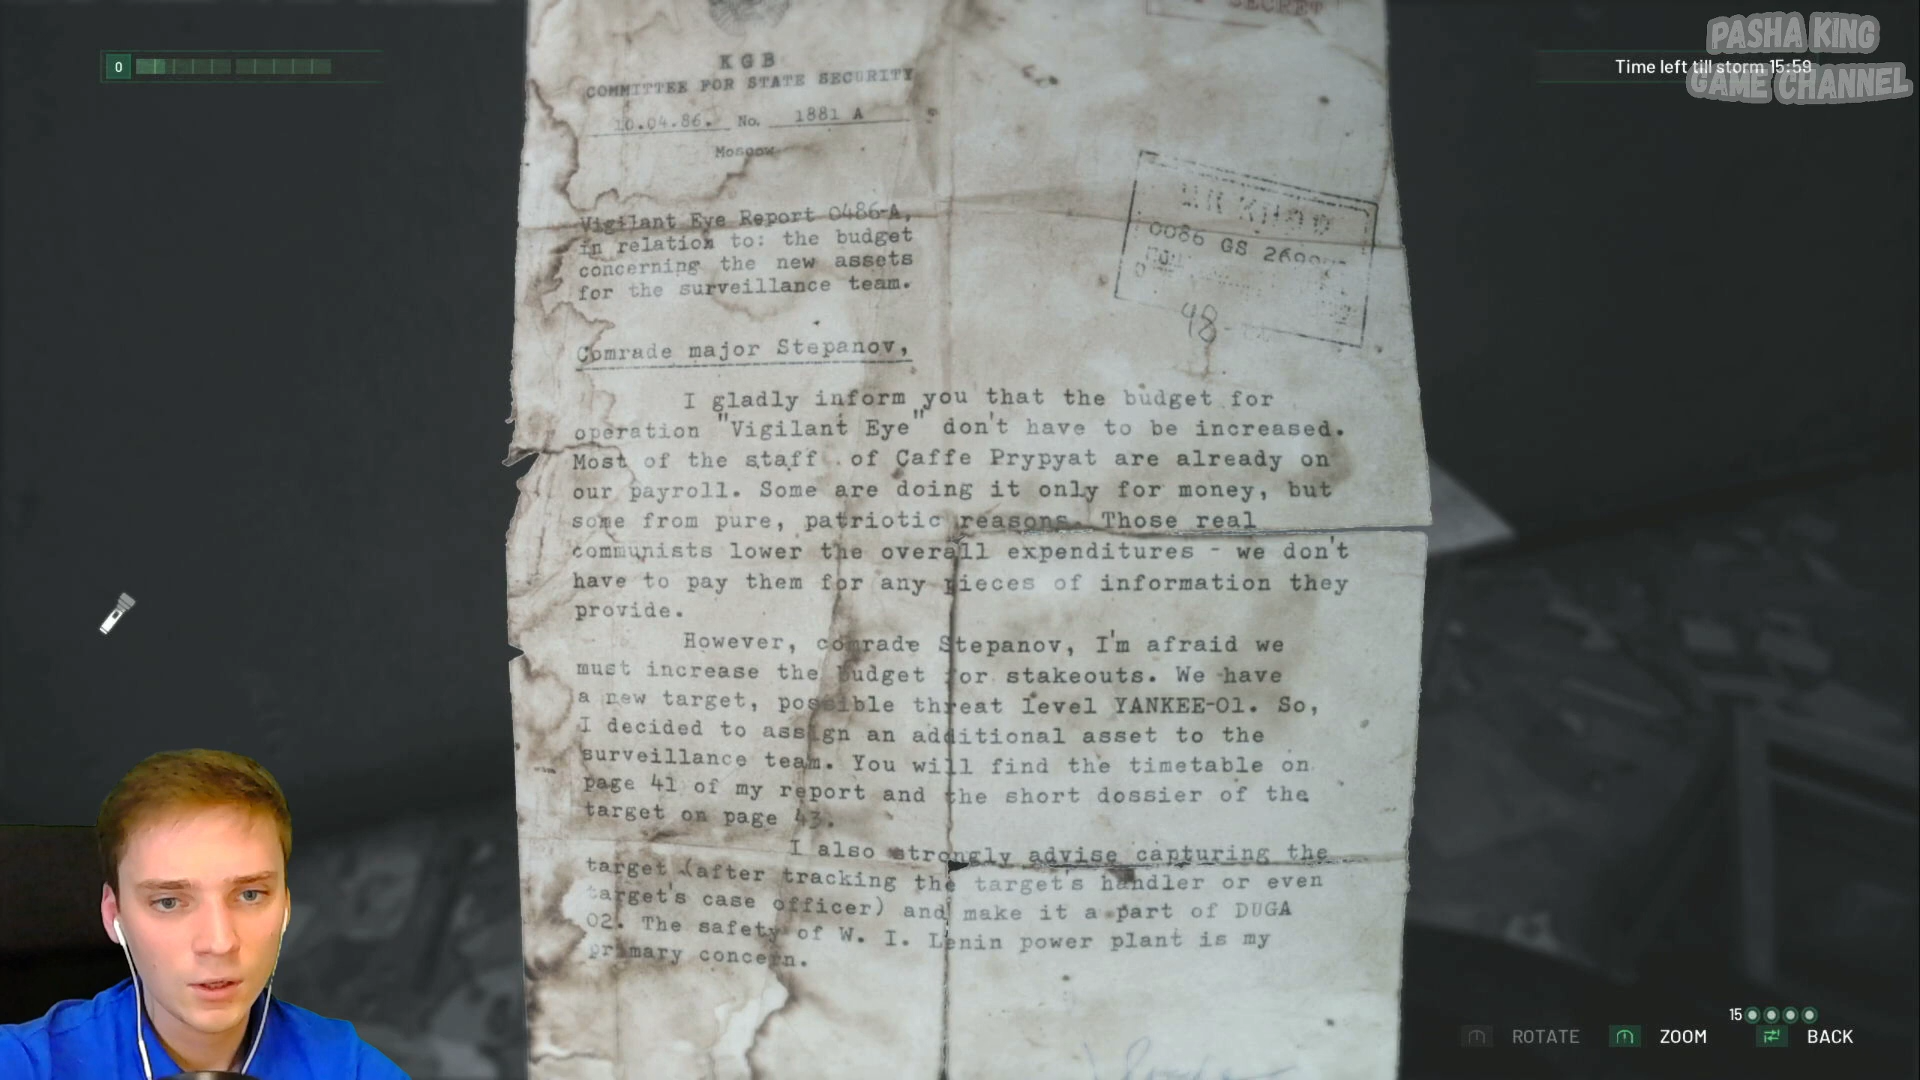 SECRET
PASHA KING
GAME CHANNEL
0
Time left till storm 15:59
KGB
COMMITTEE FOR STATE SECURITY
10.04.86. No. 1881 A
Moscow
Vigilant Eye Report 0486-A,
in relation to: the budget
concerning the new assets
for the surveillance team.
0086 GS
48
Comrade major Stepanov,
I gladly inform you that the budget for
operation "Vigilant Eye" don't have to be increased.
Most of the staff of Caffe Prypyat are already on
our payroll. Some are doing it only for money, but
some from pure, patriotic reasons. Those real
communists lower the overall expenditures - we don't
have to pay them for any pieces of information they
provide.
However, comrade Stepanov, I'm afraid we
must increase the budget for stakeouts. We have
a new target, possible threat level YANKEE-01. So,
I decided to assign an additional asset to the
surveillance team. You will find the timetable on
page 41 of my report and the short dossier of the
target on page 43.
I also strongly advise capturing the
target (after tracking the target's handler or even
target's case officer) and make it a part of DUGA
02. The safety of W. I. Lenin power plant is my
primary concern.
15
ROTATE ZOOM BACK